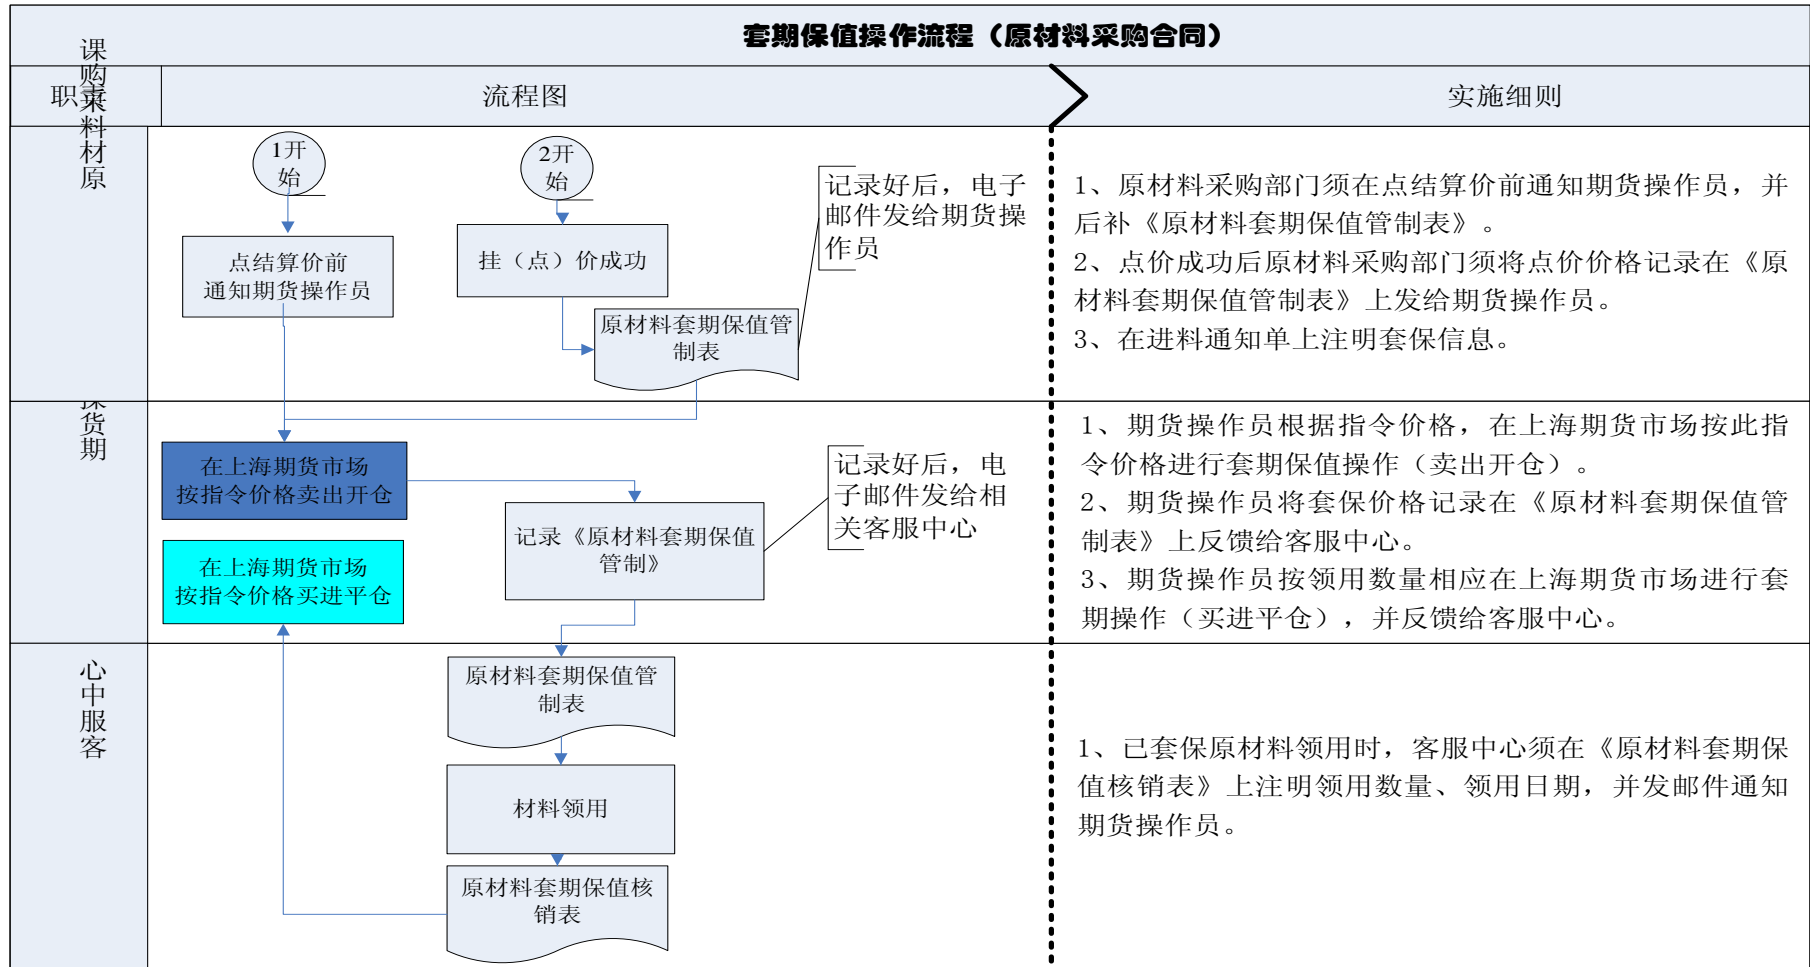 套期保值操作流程（原材料采购合同）
职责
流程图
实施细则
课
购
采
料
材
原
1开
始
2开
始
点结算价前
通知期货操作员
挂（点）价成功
原材料套期保值管
制表
记录好后，电子
邮件发给期货操
作员
1、原材料采购部门须在点结算价前通知期货操作员，并
后补《原材料套期保值管制表》。
2、点价成功后原材料采购部门须将点价价格记录在《原
材料套期保值管制表》上发给期货操作员。
3、在进料通知单上注明套保信息。
操
货
期
在上海期货市场
按指令价格卖出开仓
在上海期货市场
按指令价格买进平仓
记录《原材料套期保值
管制》
记录好后，电
子邮件发给相
关客服中心
1、期货操作员根据指令价格，在上海期货市场按此指
令价格进行套期保值操作（卖出开仓）。
2、期货操作员将套保价格记录在《原材料套期保值管
制表》上反馈给客服中心。
3、期货操作员按领用数量相应在上海期货市场进行套
期操作（买进平仓），并反馈给客服中心。
心
中
服
客
原材料套期保值管
制表
材料领用
原材料套期保值核
销表
1、已套保原材料领用时，客服中心须在《原材料套期保
值核销表》上注明领用数量、领用日期，并发邮件通知
期货操作员。